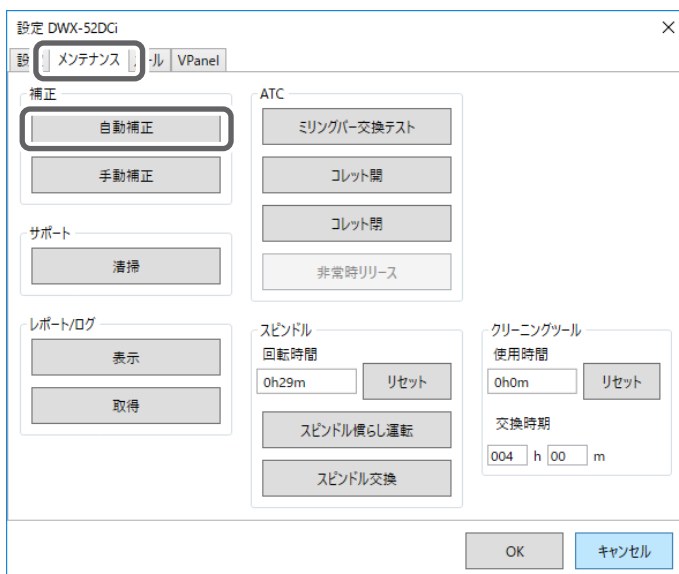 設定 DWX-52DCi
設 メンテナンス ール VPanel
補正
自動補正
手動補正
サポート
清掃
レポート/ログ
表示
取得
ATC
ミリングバー交換テスト
コレット開
コレット閉
非常時リリース
スピンドル
回転時間
0h29m リセット
スピンドル慣らし運転
スピンドル交換
クリーニングツール
使用時間
0h0m リセット
交換時期
004 h 00 m
OK キャンセル